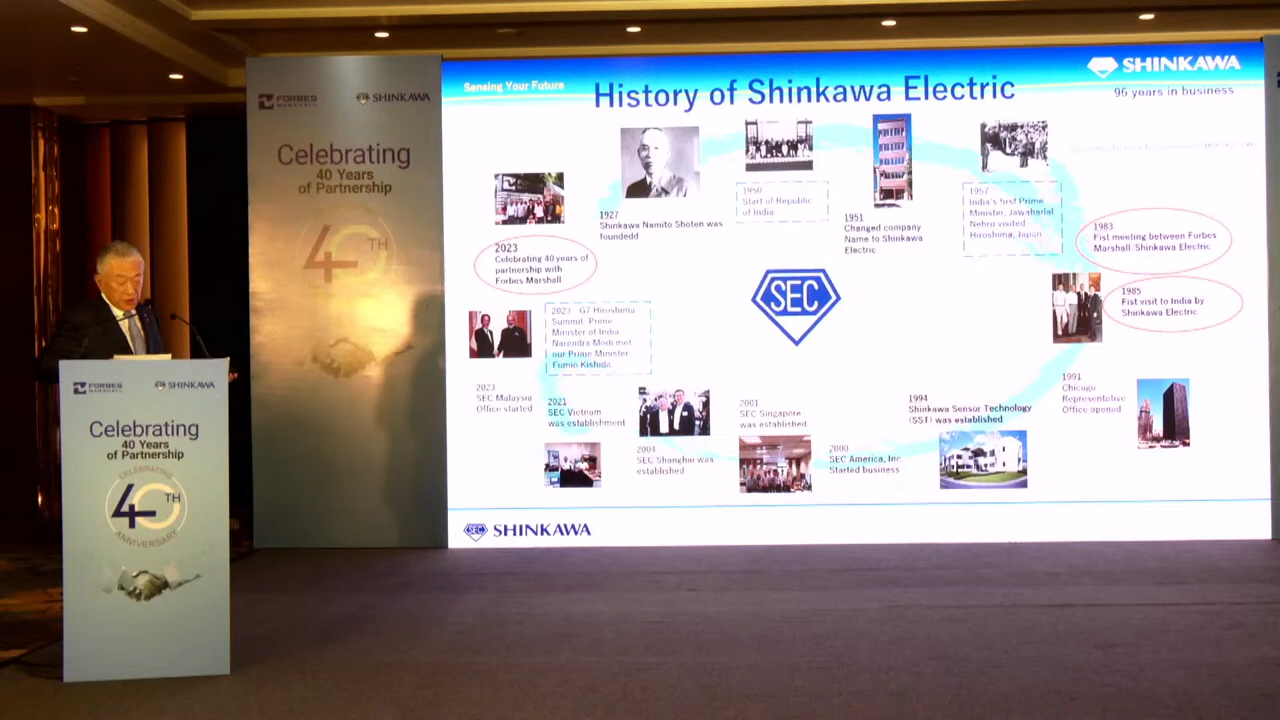 FORBES
MARSHALL
SHINKAWA
Celebrating
40 Years
of Partnership
40TH
Sensing Your Future
History of Shinkawa Electric
SHINKAWA
96 years in business
1927
Shinkawa Namito Shoten was
foundedd
1950
Start of Republic
of India
1951
Changed company
Name to Shinkawa
Electric
1957
India's first Prime
Minister, Jawaharlal
Nehru visited
Hiroshima, Japan
1983
Fist meeting between Forbes
Marshall Shinkawa Electric
1985
Fist visit to India by
Shinkawa Electric
1991
Chicago
Representative
Office opened
1994
Shinkawa Sensor Technology
(SST) was established
2000
SEC America, Inc.
Started business
2001
SEC Singapore
was established
2004
SEC Shanghai was
established
2021
SEC Vietnam
was establishment
2023
SEC Malaysia
Office started
2023 G7 Hiroshima
Summit: Prime
Minister of India
Narendra Modi met
our Prime Minister
Fumio Kishida.
2023
Celebrating 40 years of
partnership with
Forbes Marshall
SEC
SEC SHINKAWA
FORBES
MARSHALL
SHINKAWA
Celebrating
40 Years
of Partnership
CELEBRATING
40TH
ANNIVERSARY